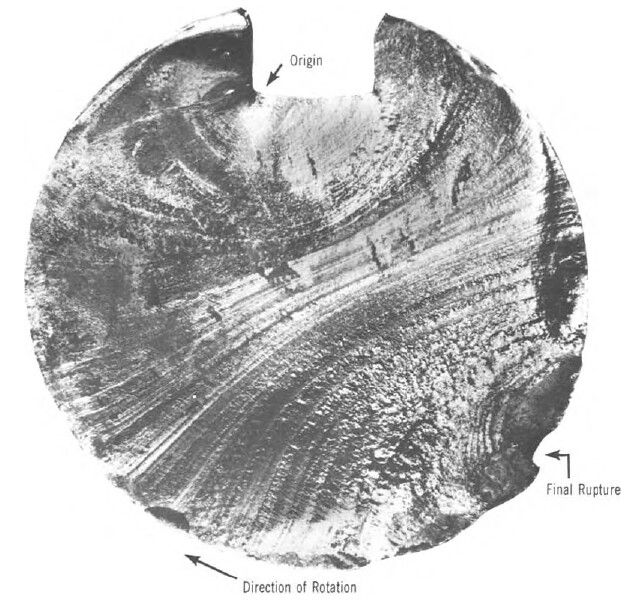 Origin
Final Rupture
Direction of Rotation